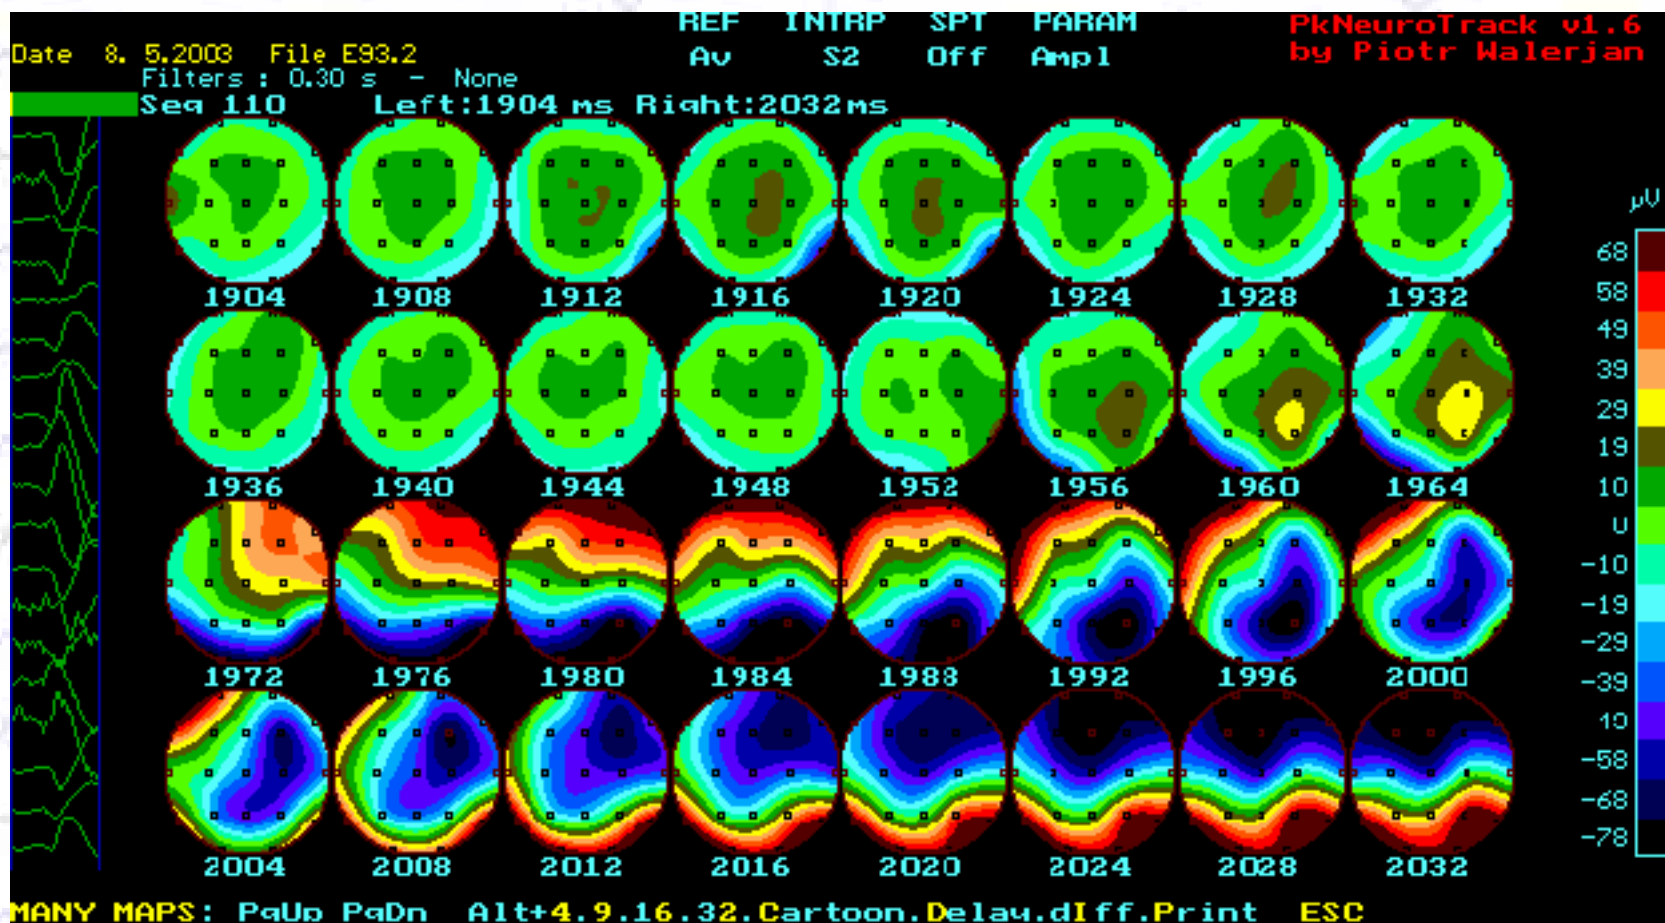 REF INTRP SPT PARAM PkNeuroTrack v1.6
Date 8. 5.2003 File E93.2 Av S2 Off Ampl by Piotr Walerjan
Filters : 0.30 s - None
Seq 110 Left:1904 ms Right:2032ms
µV
68
1904 1908 1912 1916 1920 1924 1928 1932
58
49
39
29
19
1936 1940 1944 1948 1952 1956 1960 1964
10
0
-10
-19
-29
1972 1976 1980 1984 1988 1992 1996 2000
-39
-49
-58
-68
-78
2004 2008 2012 2016 2020 2024 2028 2032
MANY MAPS: PgUp PgDn Alt+4.9.16.32.Cartoon.Delay.dIff.Print ESC